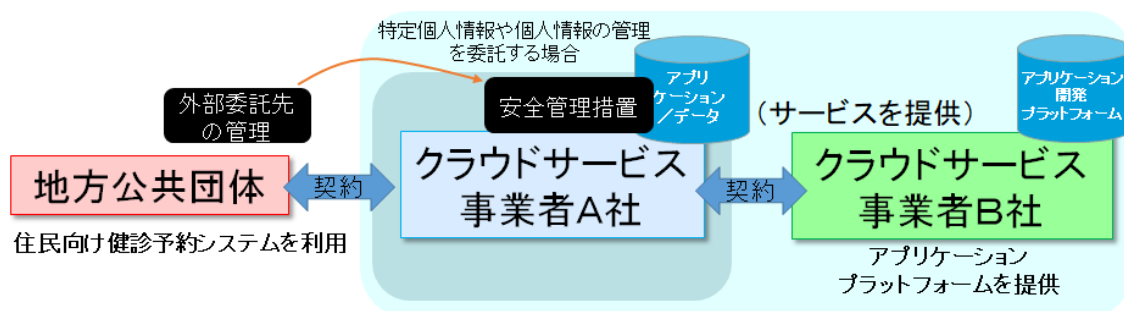 特定個人情報や個人情報の管理
を委託する場合
外部委託先
の管理
安全管理措置
アプリ
ケーション
／データ
（サービスを提供）
アプリケーション
開発
プラットフォーム
地方公共団体
契約
クラウドサービス
事業者A社
契約
クラウドサービス
事業者B社
住民向け健診予約システムを利用
アプリケーション
プラットフォームを提供